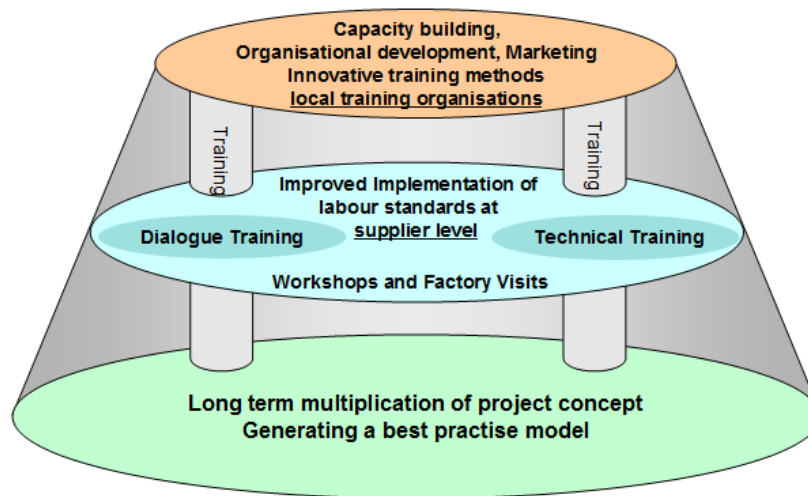 Capacity building,
Organisational development, Marketing
Innovative training methods
local training organisations
Training
Training
Improved Implementation of
labour standards at
supplier level
Dialogue Training
Technical Training
Workshops and Factory Visits
Long term multiplication of project concept
Generating a best practise model